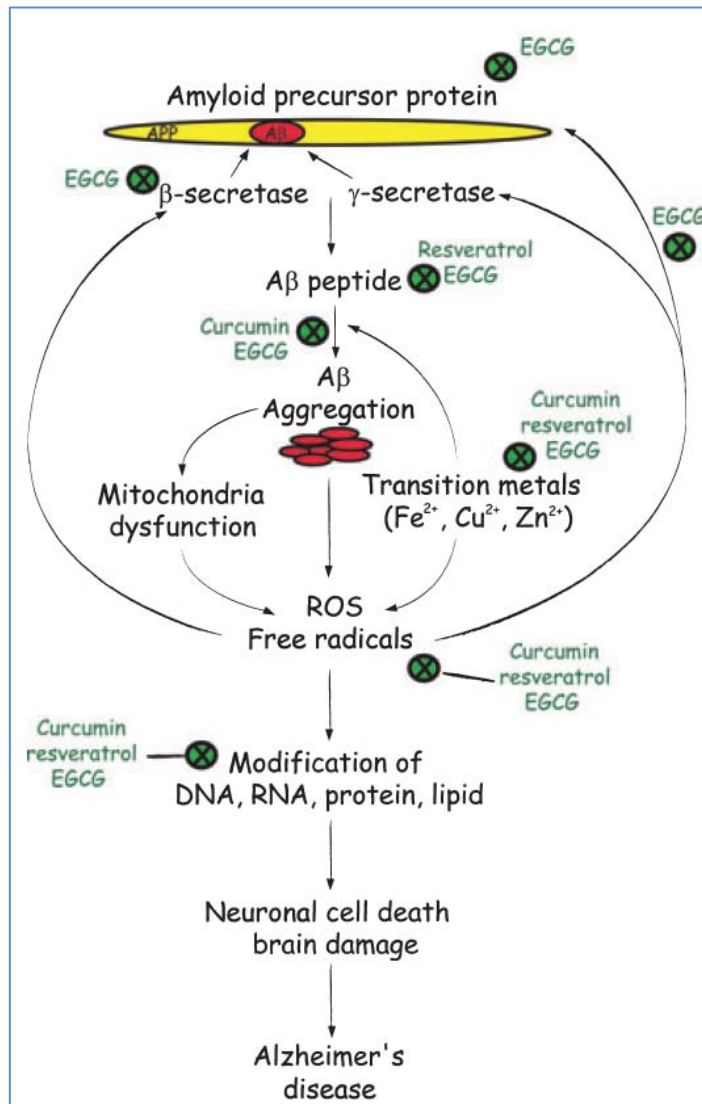 EGCG
Amyloid precursor protein
APP
Aβ
EGCG
β-secretase
γ-secretase
EGCG
Aβ peptide
Resveratrol
EGCG
Curcumin
EGCG
Aβ
Aggregation
Curcumin
resveratrol
EGCG
Mitochondria
dysfunction
Transition metals
(Fe²⁺, Cu²⁺, Zn²⁺)
ROS
Free radicals
Curcumin
resveratrol
EGCG
Curcumin
resveratrol
EGCG
Modification of
DNA, RNA, protein, lipid
Neuronal cell death
brain damage
Alzheimer's
disease